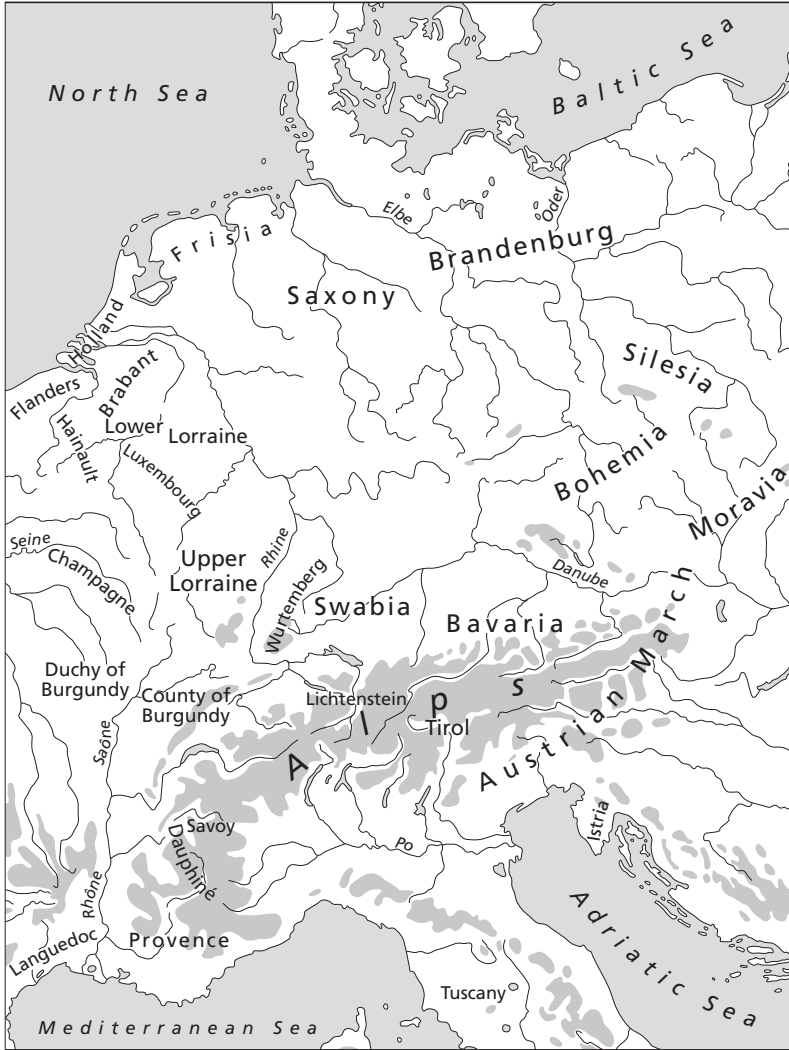 North Sea
Baltic Sea
Elbe
Oder
Frisia
Brandenburg
Saxony
Holland
Silesia
Flanders
Brabant
Hainault
Lower Lorraine
Luxembourg
Bohemia
Moravia
Seine
Champagne
Upper
Lorraine
Rhine
Wurtemberg
Swabia
Danube
Bavaria
Duchy of
Burgundy
County of
Burgundy
Lichtenstein
Alps
Tirol
Austrian March
Saône
Savoy
Dauphiné
Po
Istria
Rhône
Languedoc
Provence
Adriatic Sea
Tuscany
Mediterranean Sea